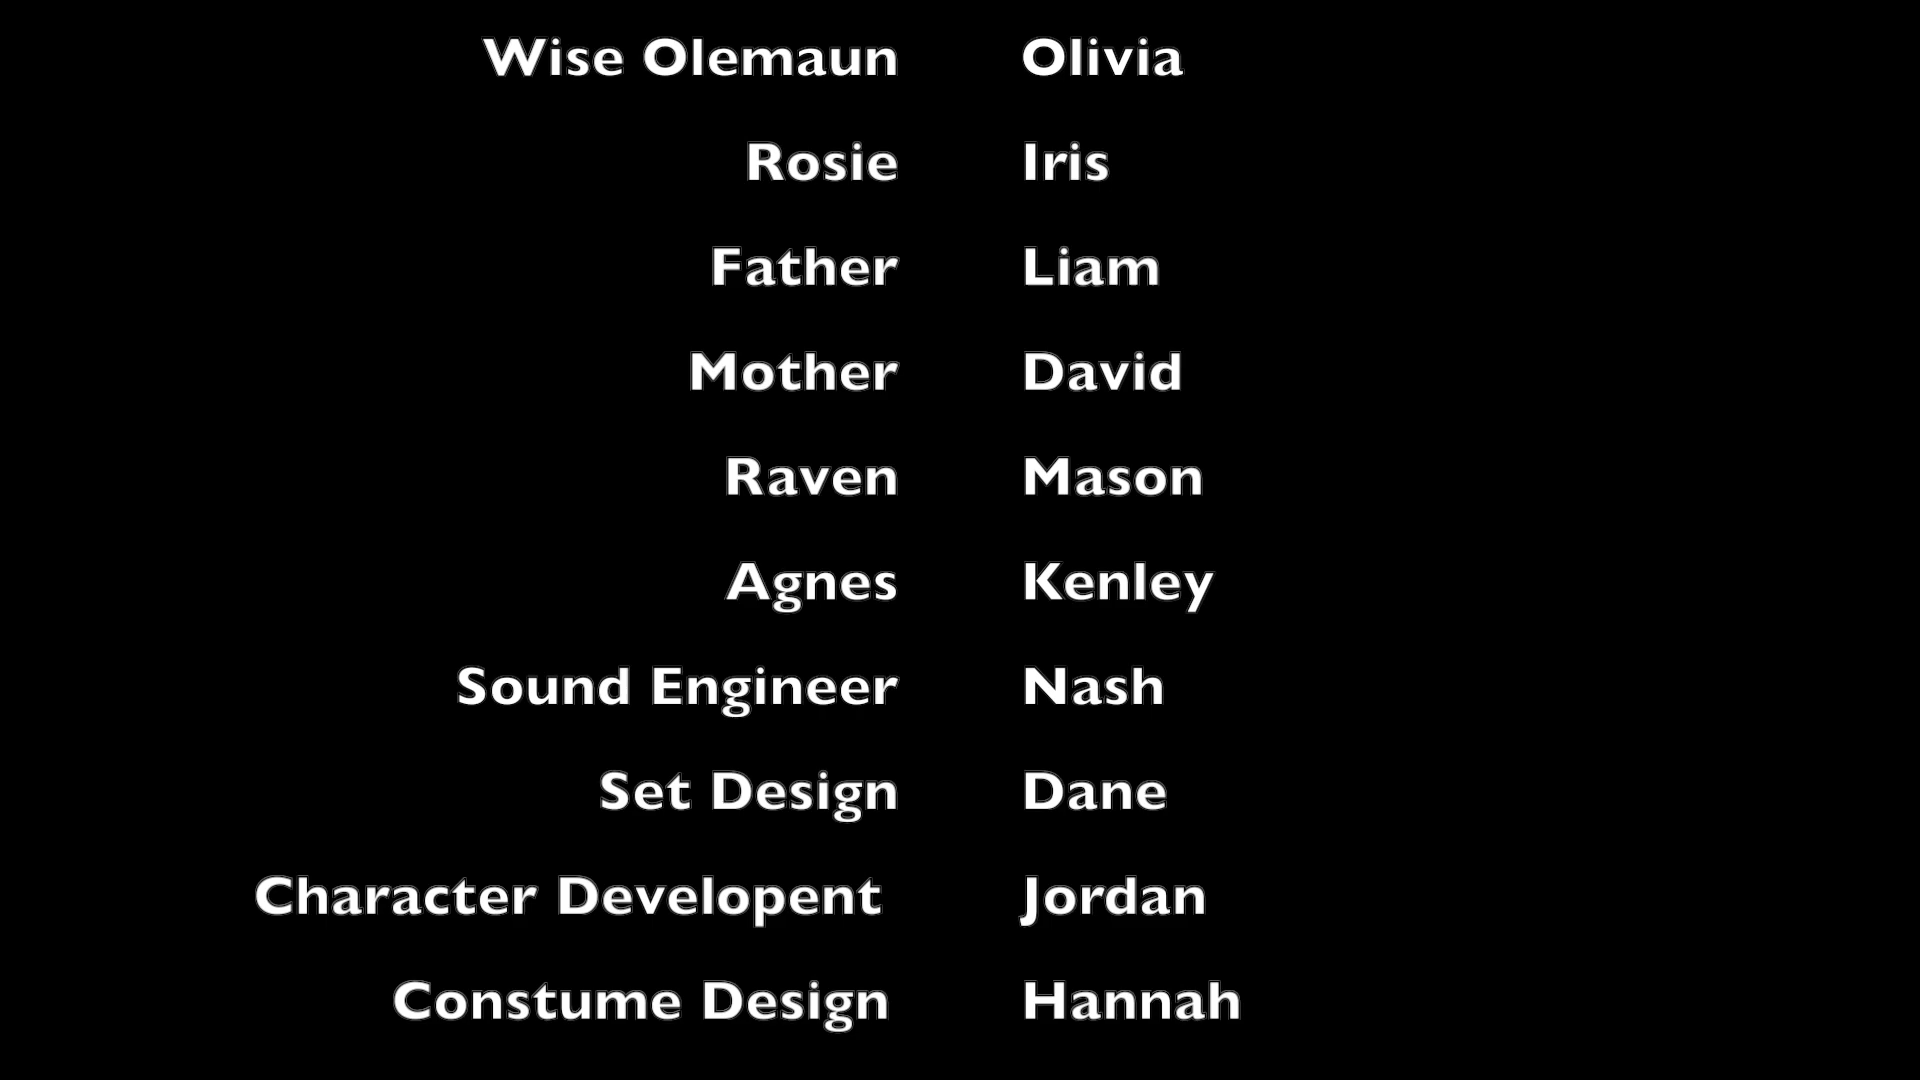 Wise Olemaun Olivia
Rosie Iris
Father Liam
Mother David
Raven Mason
Agnes Kenley
Sound Engineer Nash
Set Design Dane
Character Developent Jordan
Constume Design Hannah